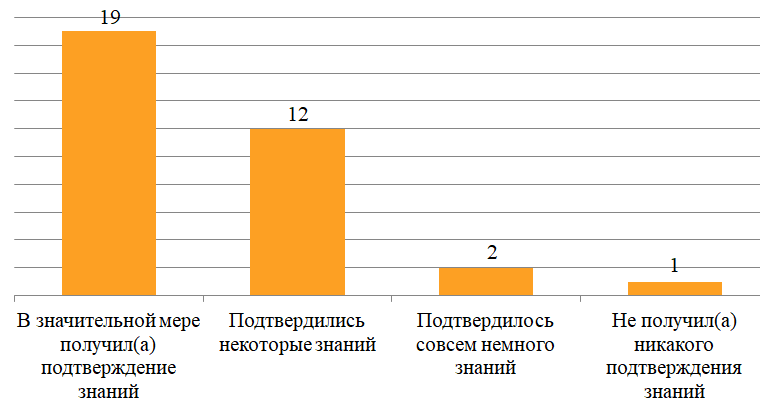 19
12
2
1
В значительной мере
получил(а)
подтверждение
знаний
Подтвердились
некоторые знаний
Подтвердилось
совсем немного
знаний
Не получил(а)
никакого
подтверждения
знаний